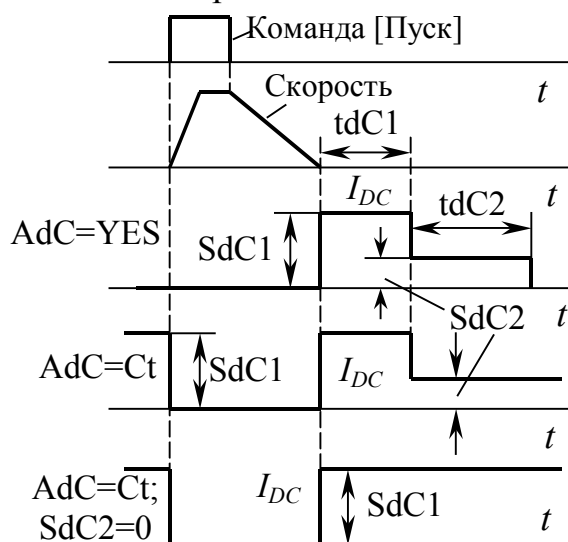 Команда [Пуск]
Скорость
t
tdC1
t
I_DC
tdC2
AdC=YES
SdC1
SdC2
t
AdC=Ct
SdC1
I_DC
t
AdC=Ct;
SdC2=0
I_DC
SdC1
t